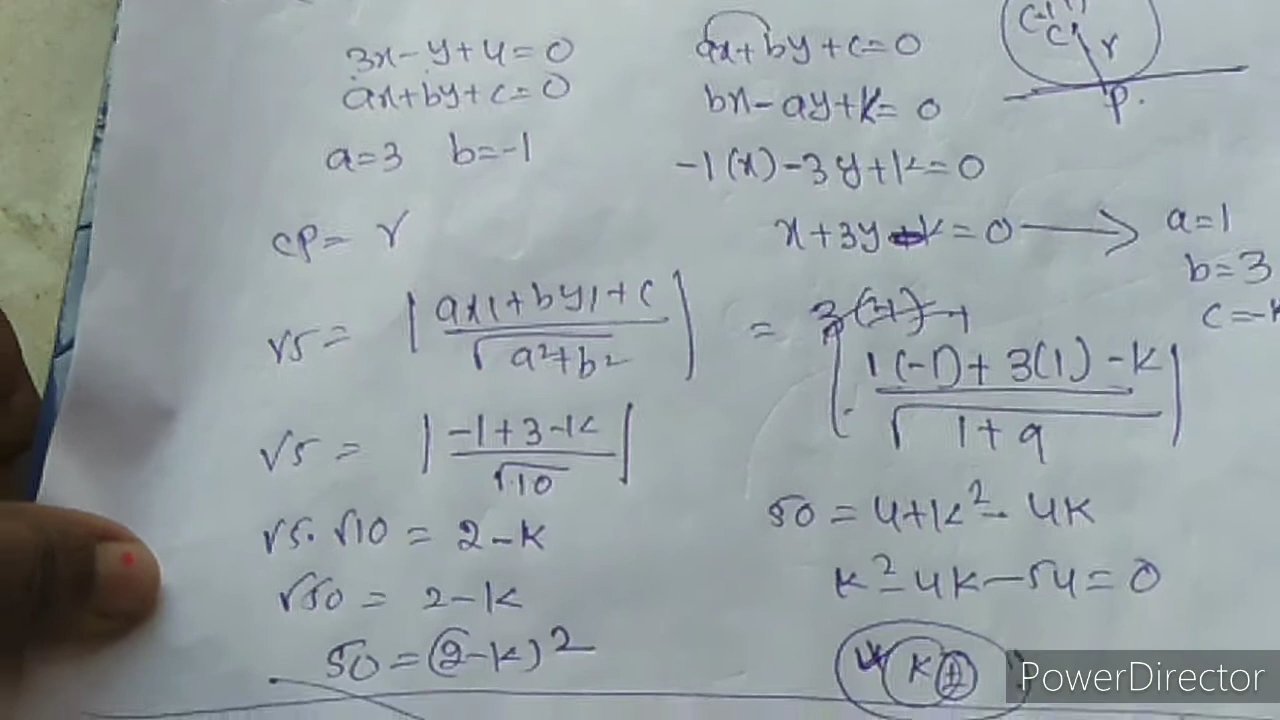 3x-y+4=0
ax+by+c=0
a=3 b=-1
ax+by+c=0
bx-ay+k=0
-1(x)-3y+k=0
x+3y-k=0 → a=1
b=3
c=-k
(-1,1)
C r
P.
CP = r
√5 = |ax1+by1+c / √a²+b²| = |1(-1)+3(1)-k / √1+9|
√5 = |-1+3-k / √10|
√5·√10 = 2-k
√50 = 2-k
50 = (2-k)²
50 = 4+k²-4k
k²-4k-54=0
PowerDirector